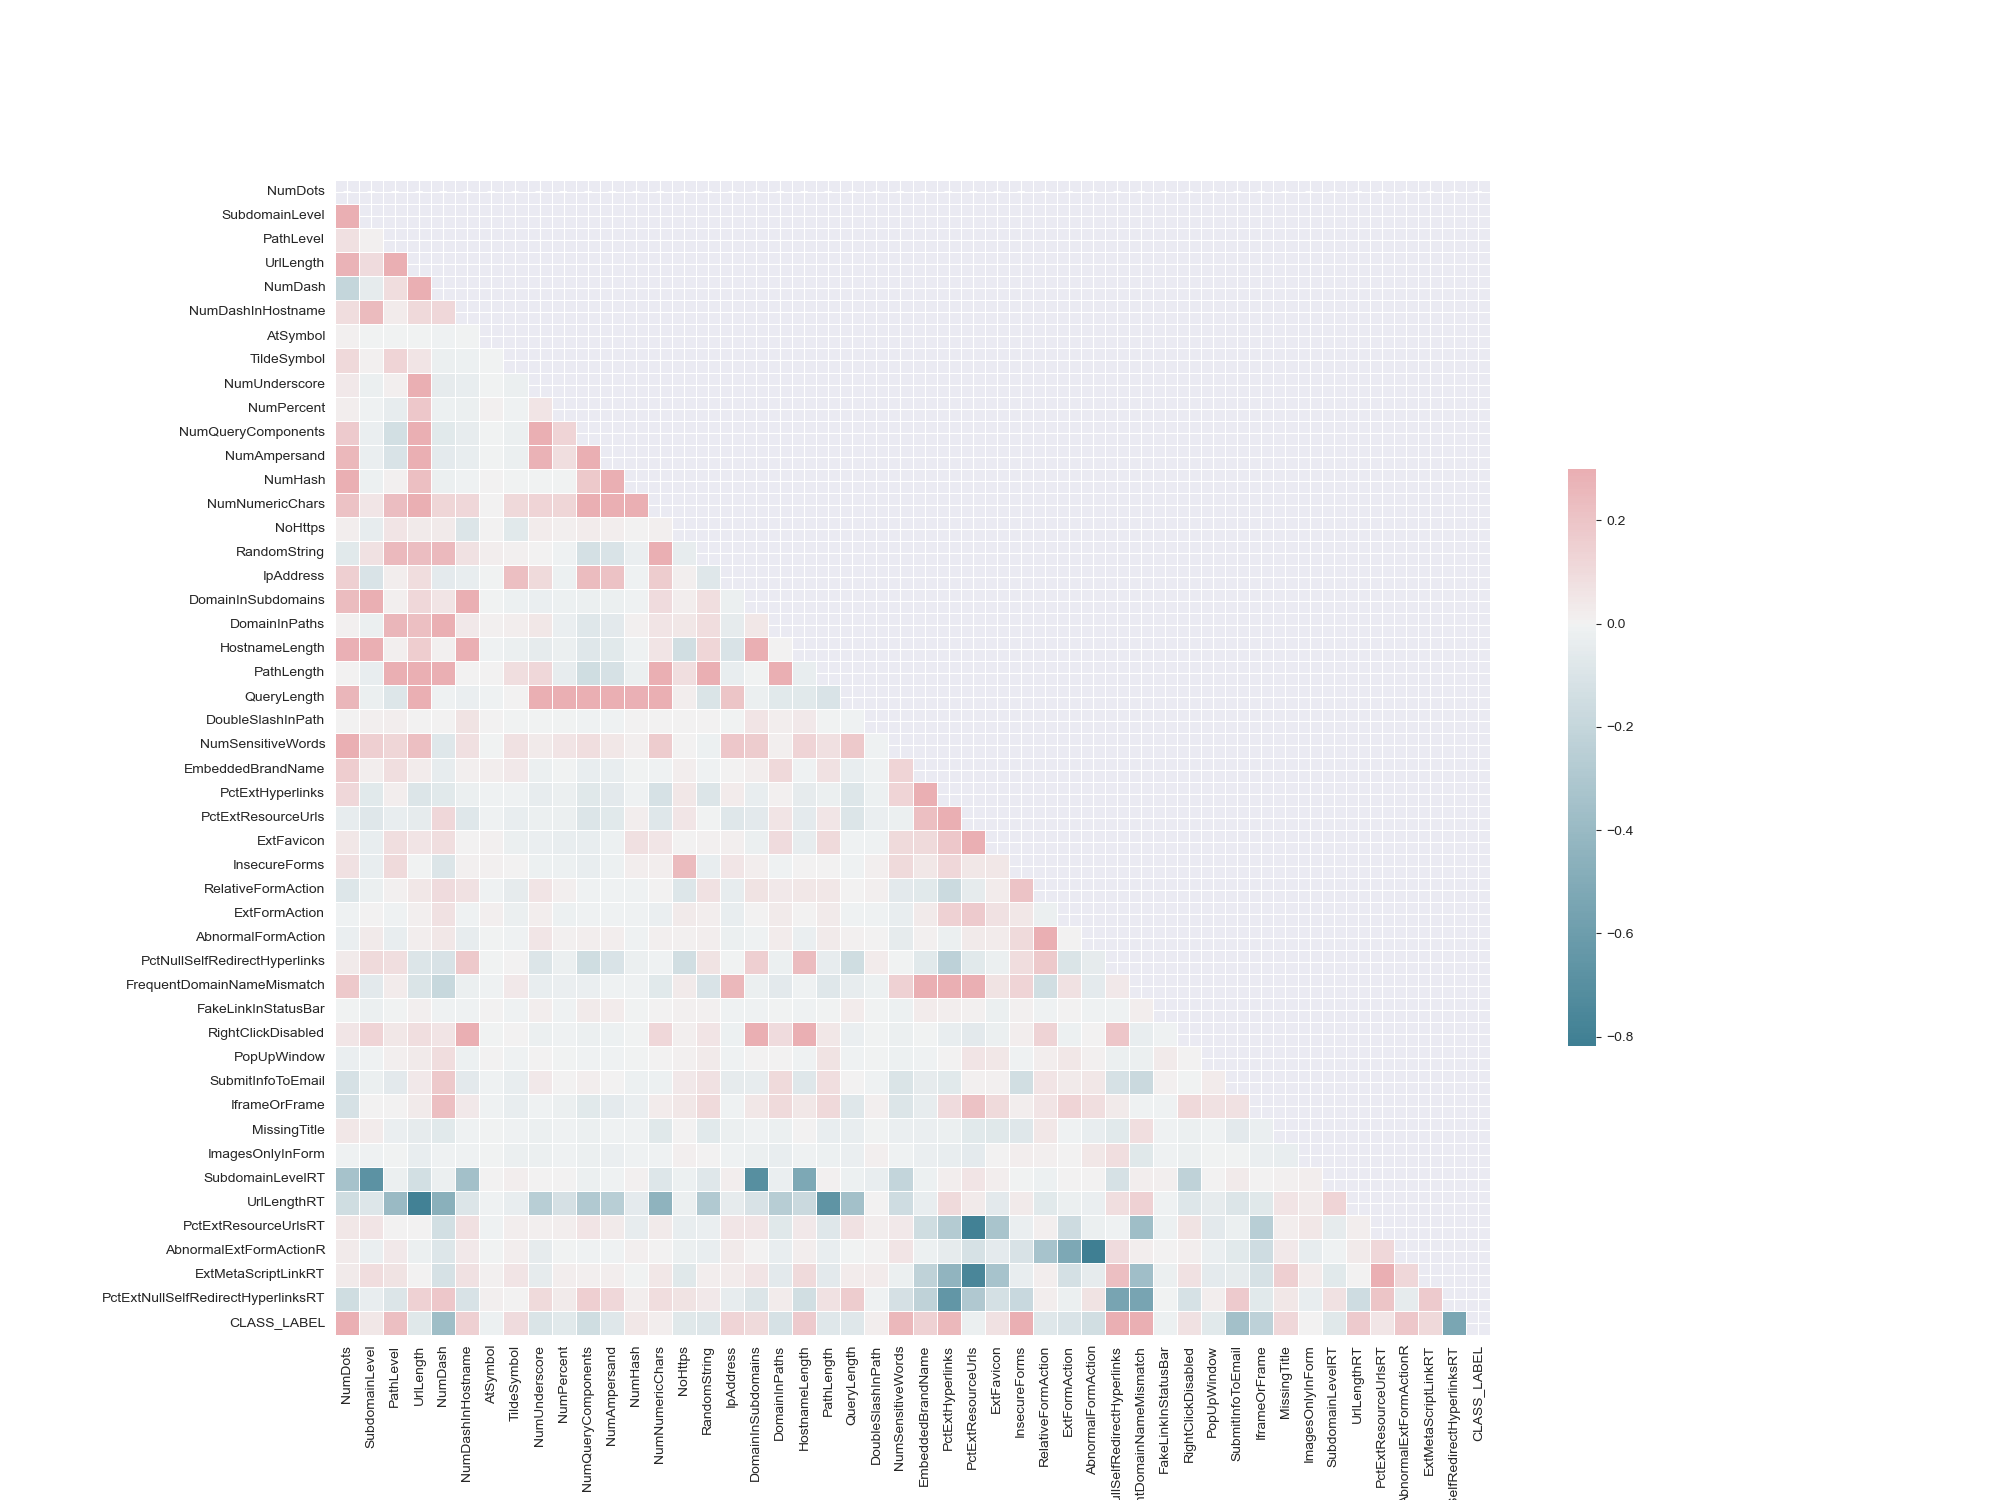 NumDots
SubdomainLevel
PathLevel
UrlLength
NumDash
NumDashInHostname
AtSymbol
TildeSymbol
NumUnderscore
NumPercent
NumQueryComponents
NumAmpersand
NumHash
NumNumericChars
NoHttps
RandomString
IpAddress
DomainInSubdomains
DomainInPaths
HostnameLength
PathLength
QueryLength
DoubleSlashInPath
NumSensitiveWords
EmbeddedBrandName
PctExtHyperlinks
PctExtResourceUrls
ExtFavicon
InsecureForms
RelativeFormAction
ExtFormAction
AbnormalFormAction
PctNullSelfRedirectHyperlinks
FrequentDomainNameMismatch
FakeLinkInStatusBar
RightClickDisabled
PopUpWindow
SubmitInfoToEmail
IframeOrFrame
MissingTitle
ImagesOnlyInForm
SubdomainLevelRT
UrlLengthRT
PctExtResourceUrlsRT
AbnormalExtFormActionR
ExtMetaScriptLinkRT
PctExtNullSelfRedirectHyperlinksRT
CLASS_LABEL
NumDots
SubdomainLevel
PathLevel
UrlLength
NumDash
NumDashInHostname
AtSymbol
TildeSymbol
NumUnderscore
NumPercent
NumQueryComponents
NumAmpersand
NumHash
NumNumericChars
NoHttps
RandomString
IpAddress
DomainInSubdomains
DomainInPaths
HostnameLength
PathLength
QueryLength
DoubleSlashInPath
NumSensitiveWords
EmbeddedBrandName
PctExtHyperlinks
PctExtResourceUrls
ExtFavicon
InsecureForms
RelativeFormAction
ExtFormAction
AbnormalFormAction
ullSelfRedirectHyperlinks
ntDomainNameMismatch
FakeLinkInStatusBar
RightClickDisabled
PopUpWindow
SubmitInfoToEmail
IframeOrFrame
MissingTitle
ImagesOnlyInForm
SubdomainLevelRT
UrlLengthRT
PctExtResourceUrlsRT
AbnormalExtFormActionR
ExtMetaScriptLinkRT
SelfRedirectHyperlinksRT
CLASS_LABEL
0.2
0.0
−0.2
−0.4
−0.6
−0.8